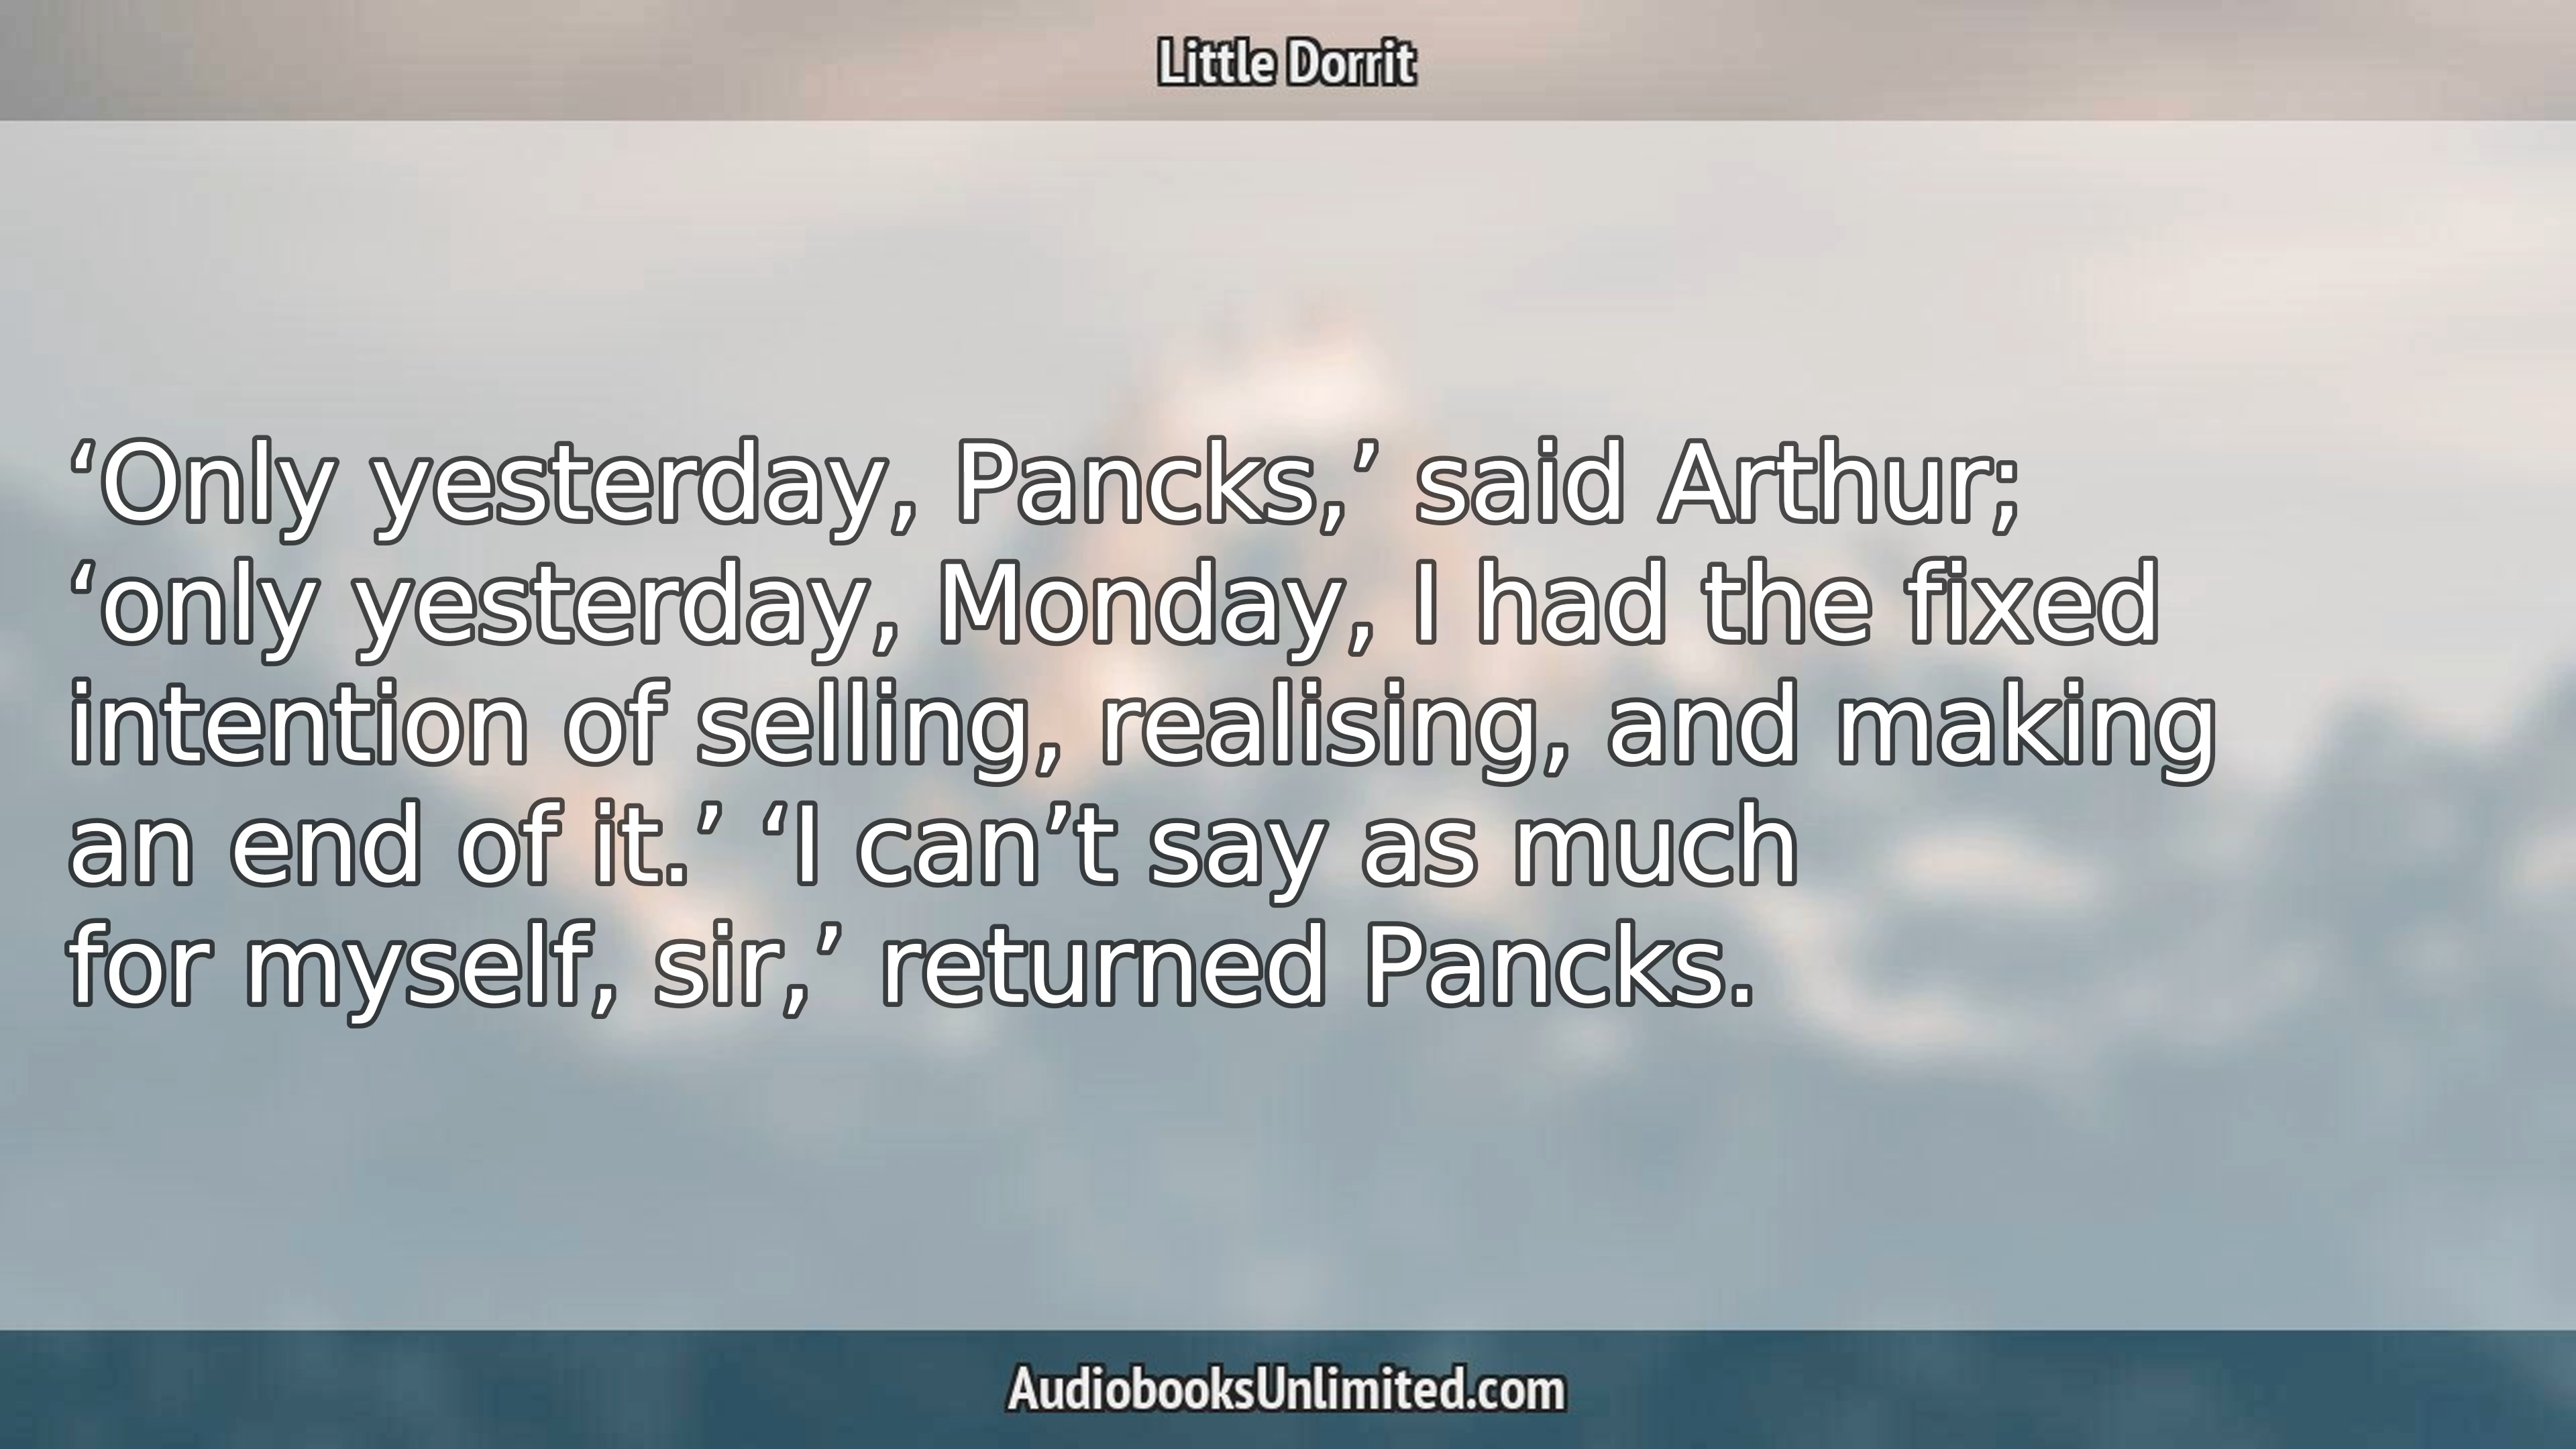 Little Dorrit
‘Only yesterday, Pancks,’ said Arthur;
‘only yesterday, Monday, I had the fixed
intention of selling, realising, and making
an end of it.’ ‘I can’t say as much
for myself, sir,’ returned Pancks.
AudiobooksUnlimited.com